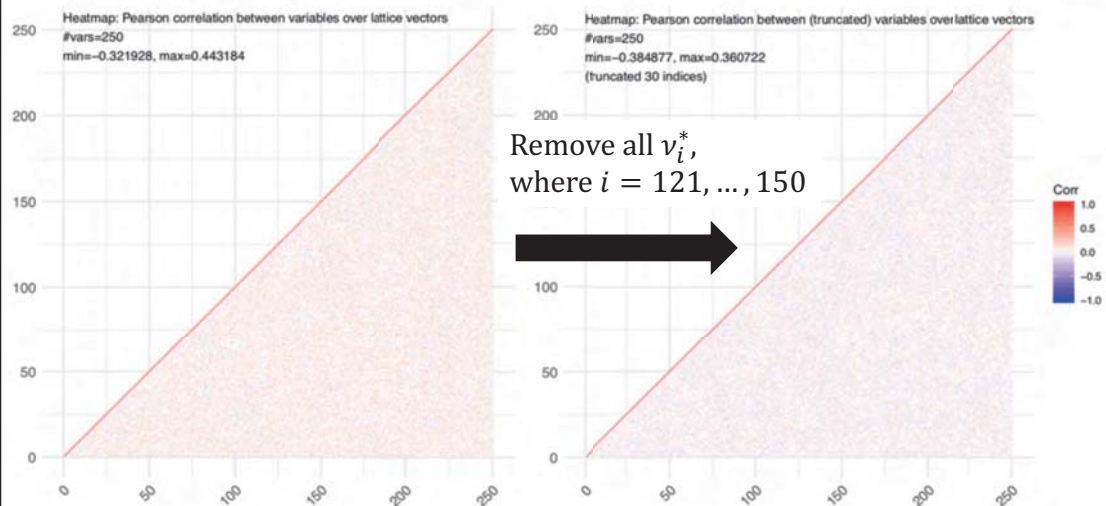 Heatmap: Pearson correlation between variables over lattice vectors
#vars=250
min=−0.321928, max=0.443184
250
200
150
100
50
0
0
50
100
150
200
250
Remove all ν*i,
where i = 121, … , 150
Heatmap: Pearson correlation between (truncated) variables over lattice vectors
#vars=250
min=−0.384877, max=0.360722
(truncated 30 indices)
250
200
150
100
50
0
0
50
100
150
200
250
Corr
1.0
0.5
0.0
−0.5
−1.0